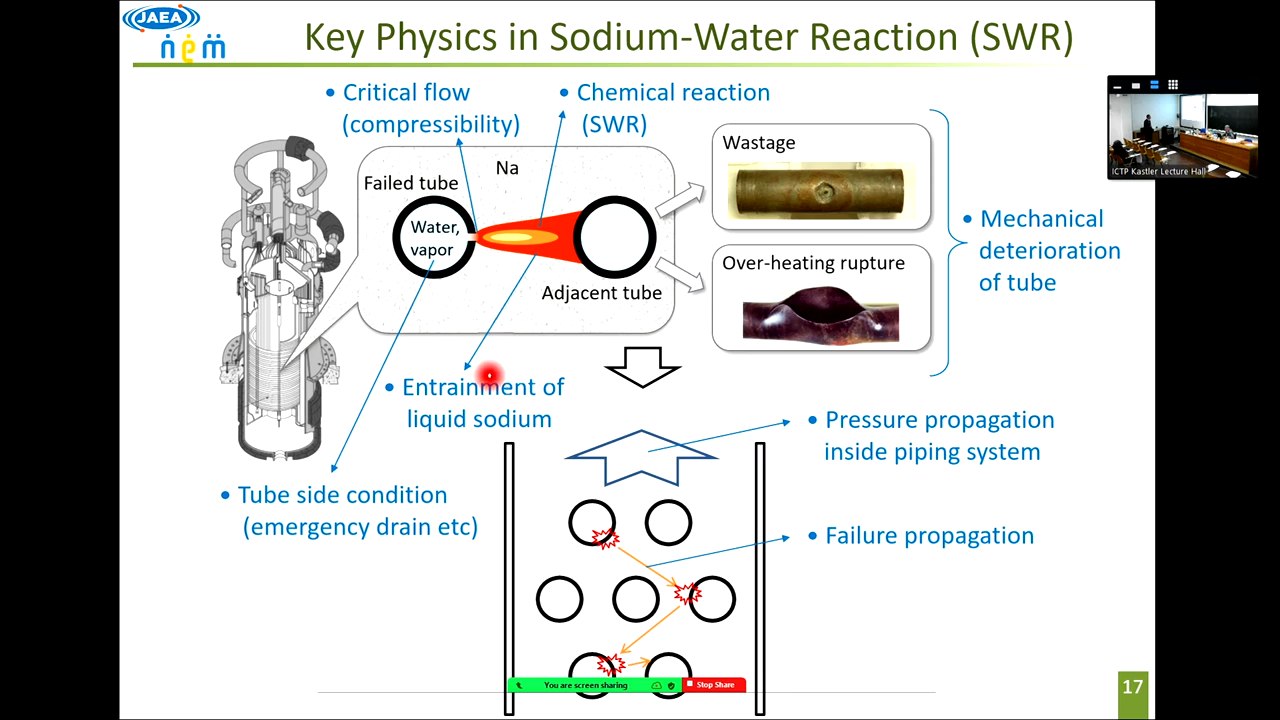 JAEA
Key Physics in Sodium-Water Reaction (SWR)
• Critical flow
(compressibility)
• Chemical reaction
(SWR)
Na
Failed tube
Water,
vapor
Adjacent tube
Wastage
Over-heating rupture
• Mechanical
deterioration
of tube
ICTP Kastler Lecture Hall
• Entrainment of
liquid sodium
• Tube side condition
(emergency drain etc)
• Pressure propagation
inside piping system
• Failure propagation
You are screen sharing
Stop Share
17